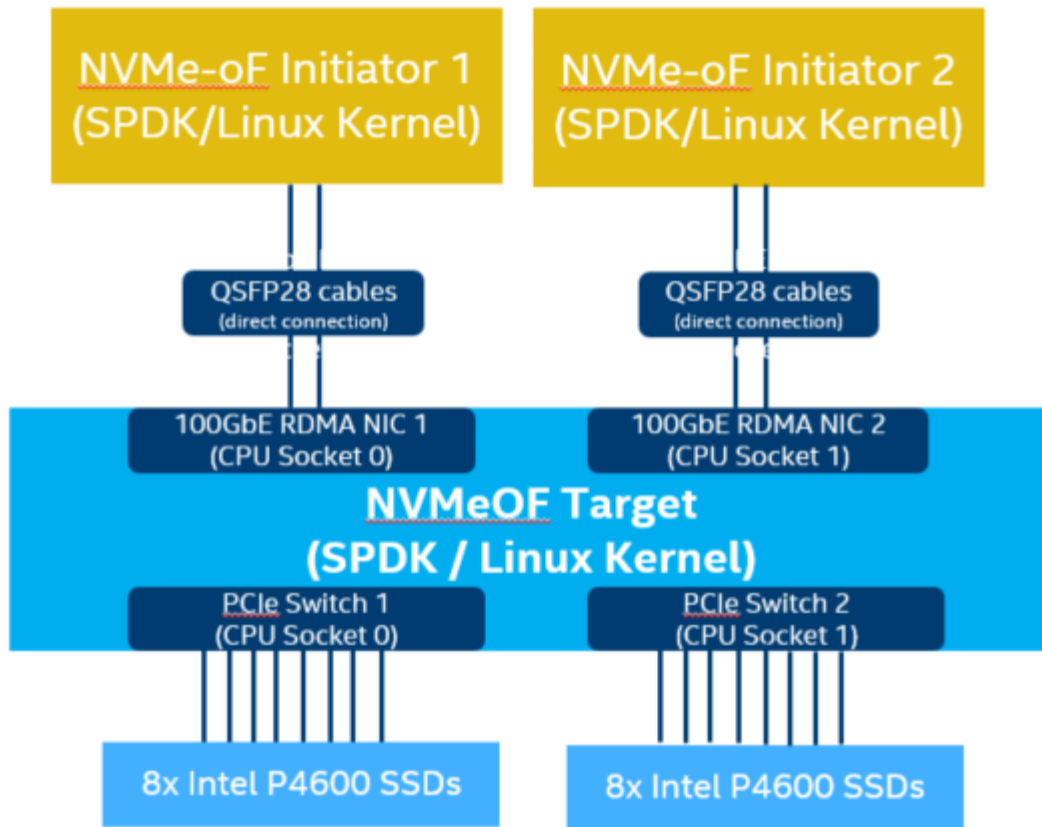 NVMe-oF Initiator 1
(SPDK/Linux Kernel)
NVMe-oF Initiator 2
(SPDK/Linux Kernel)
QSFP28 cables
(direct connection)
QSFP28 cables
(direct connection)
100GbE RDMA NIC 1
(CPU Socket 0)
100GbE RDMA NIC 2
(CPU Socket 1)
NVMeOF Target
(SPDK / Linux Kernel)
PCIe Switch 1
(CPU Socket 0)
PCIe Switch 2
(CPU Socket 1)
8x Intel P4600 SSDs
8x Intel P4600 SSDs